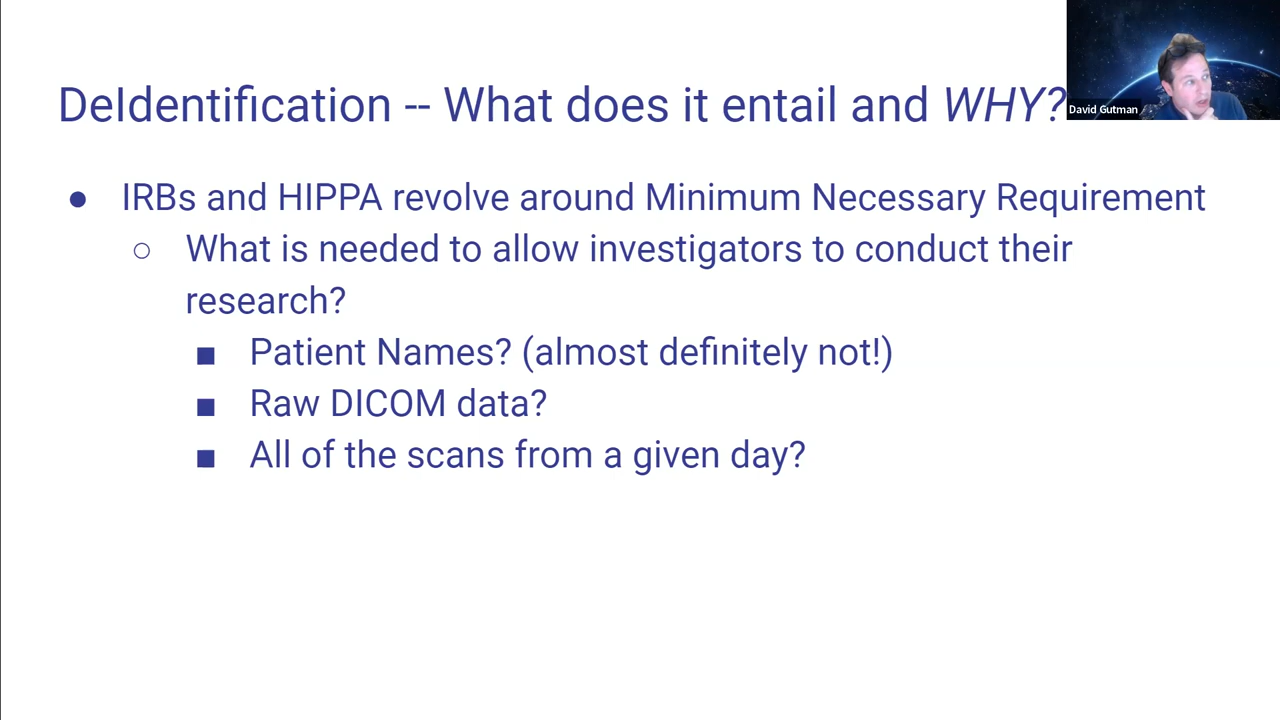 DeIdentification -- What does it entail and WHY?
David Gutman
● IRBs and HIPPA revolve around Minimum Necessary Requirement
○ What is needed to allow investigators to conduct their
research?
■ Patient Names? (almost definitely not!)
■ Raw DICOM data?
■ All of the scans from a given day?